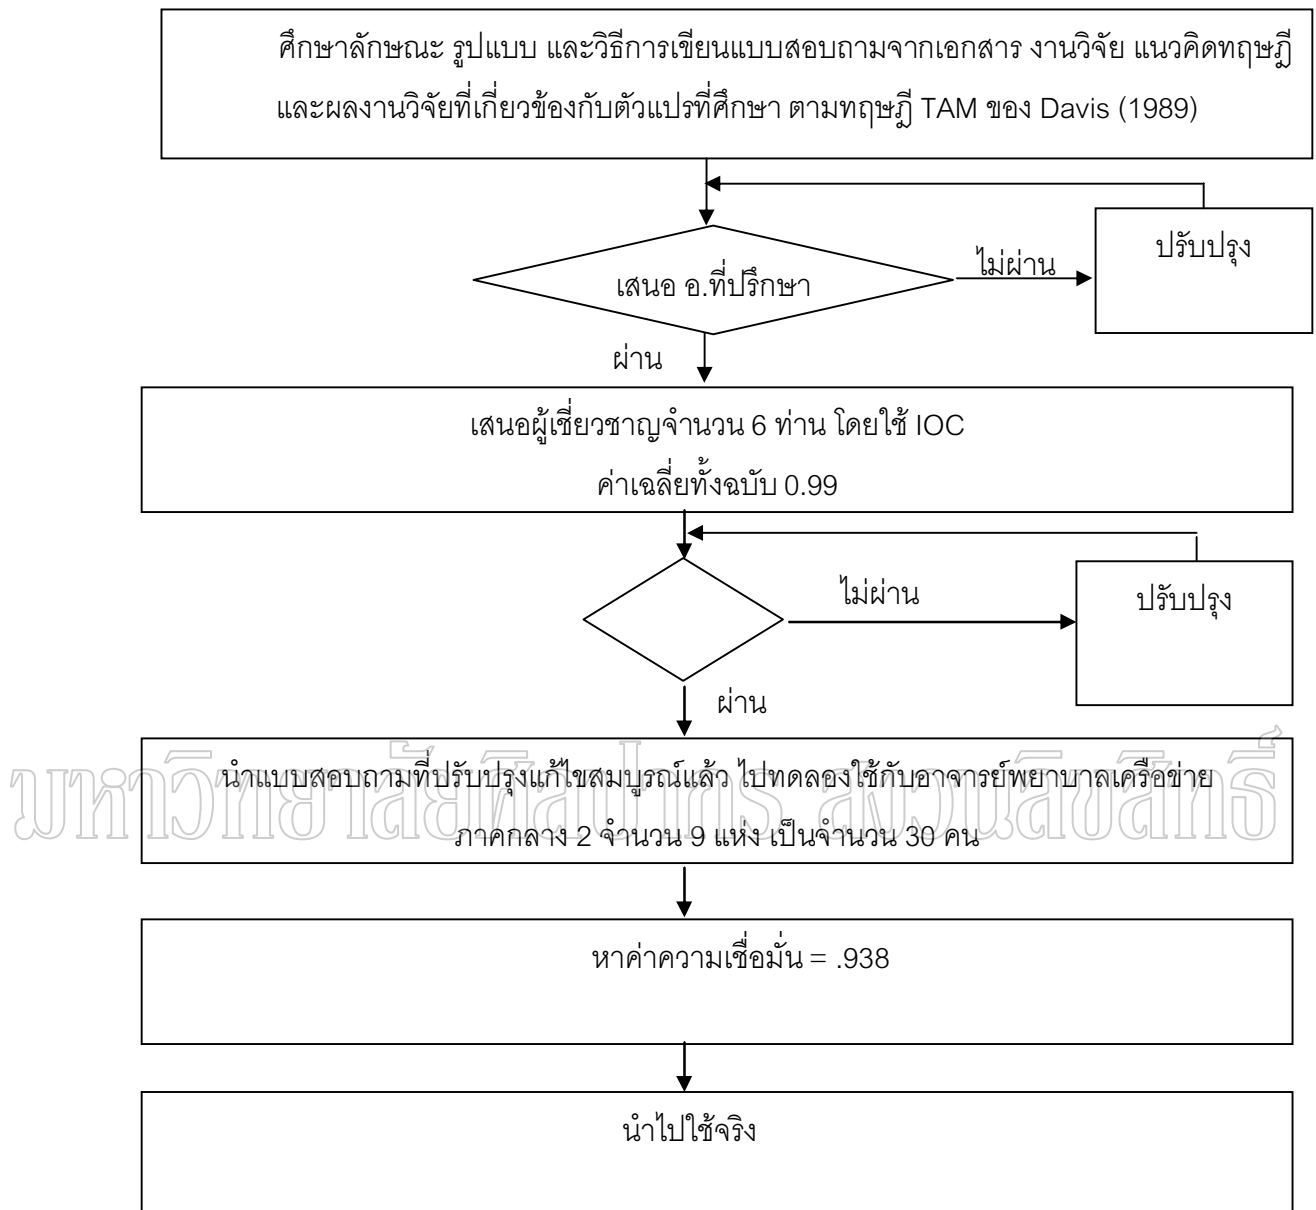 ศึกษาลักษณะ รูปแบบ และวิธีการเขียนแบบสอบถามจากเอกสาร งานวิจัย แนวคิดทฤษฎี
และผลงานวิจัยที่เกี่ยวข้องกับตัวแปรที่ศึกษา ตามทฤษฎี TAM ของ Davis (1989)
ปรับปรุง
ไม่ผ่าน
เสนอ อ.ที่ปรึกษา
ผ่าน
เสนอผู้เชี่ยวชาญจำนวน 6 ท่าน โดยใช้ IOC
ค่าเฉลี่ยทั้งฉบับ 0.99
ไม่ผ่าน
ปรับปรุง
ผ่าน
นำแบบสอบถามที่ปรับปรุงแก้ไขสมบูรณ์แล้ว ไปทดลองใช้กับอาจารย์พยาบาลเครือข่าย
มหาวิทยาลัยศิลปากร สงวนลิขสิทธิ์
ภาคกลาง 2 จำนวน 9 แห่ง เป็นจำนวน 30 คน
หาค่าความเชื่อมั่น = .938
นำไปใช้จริง